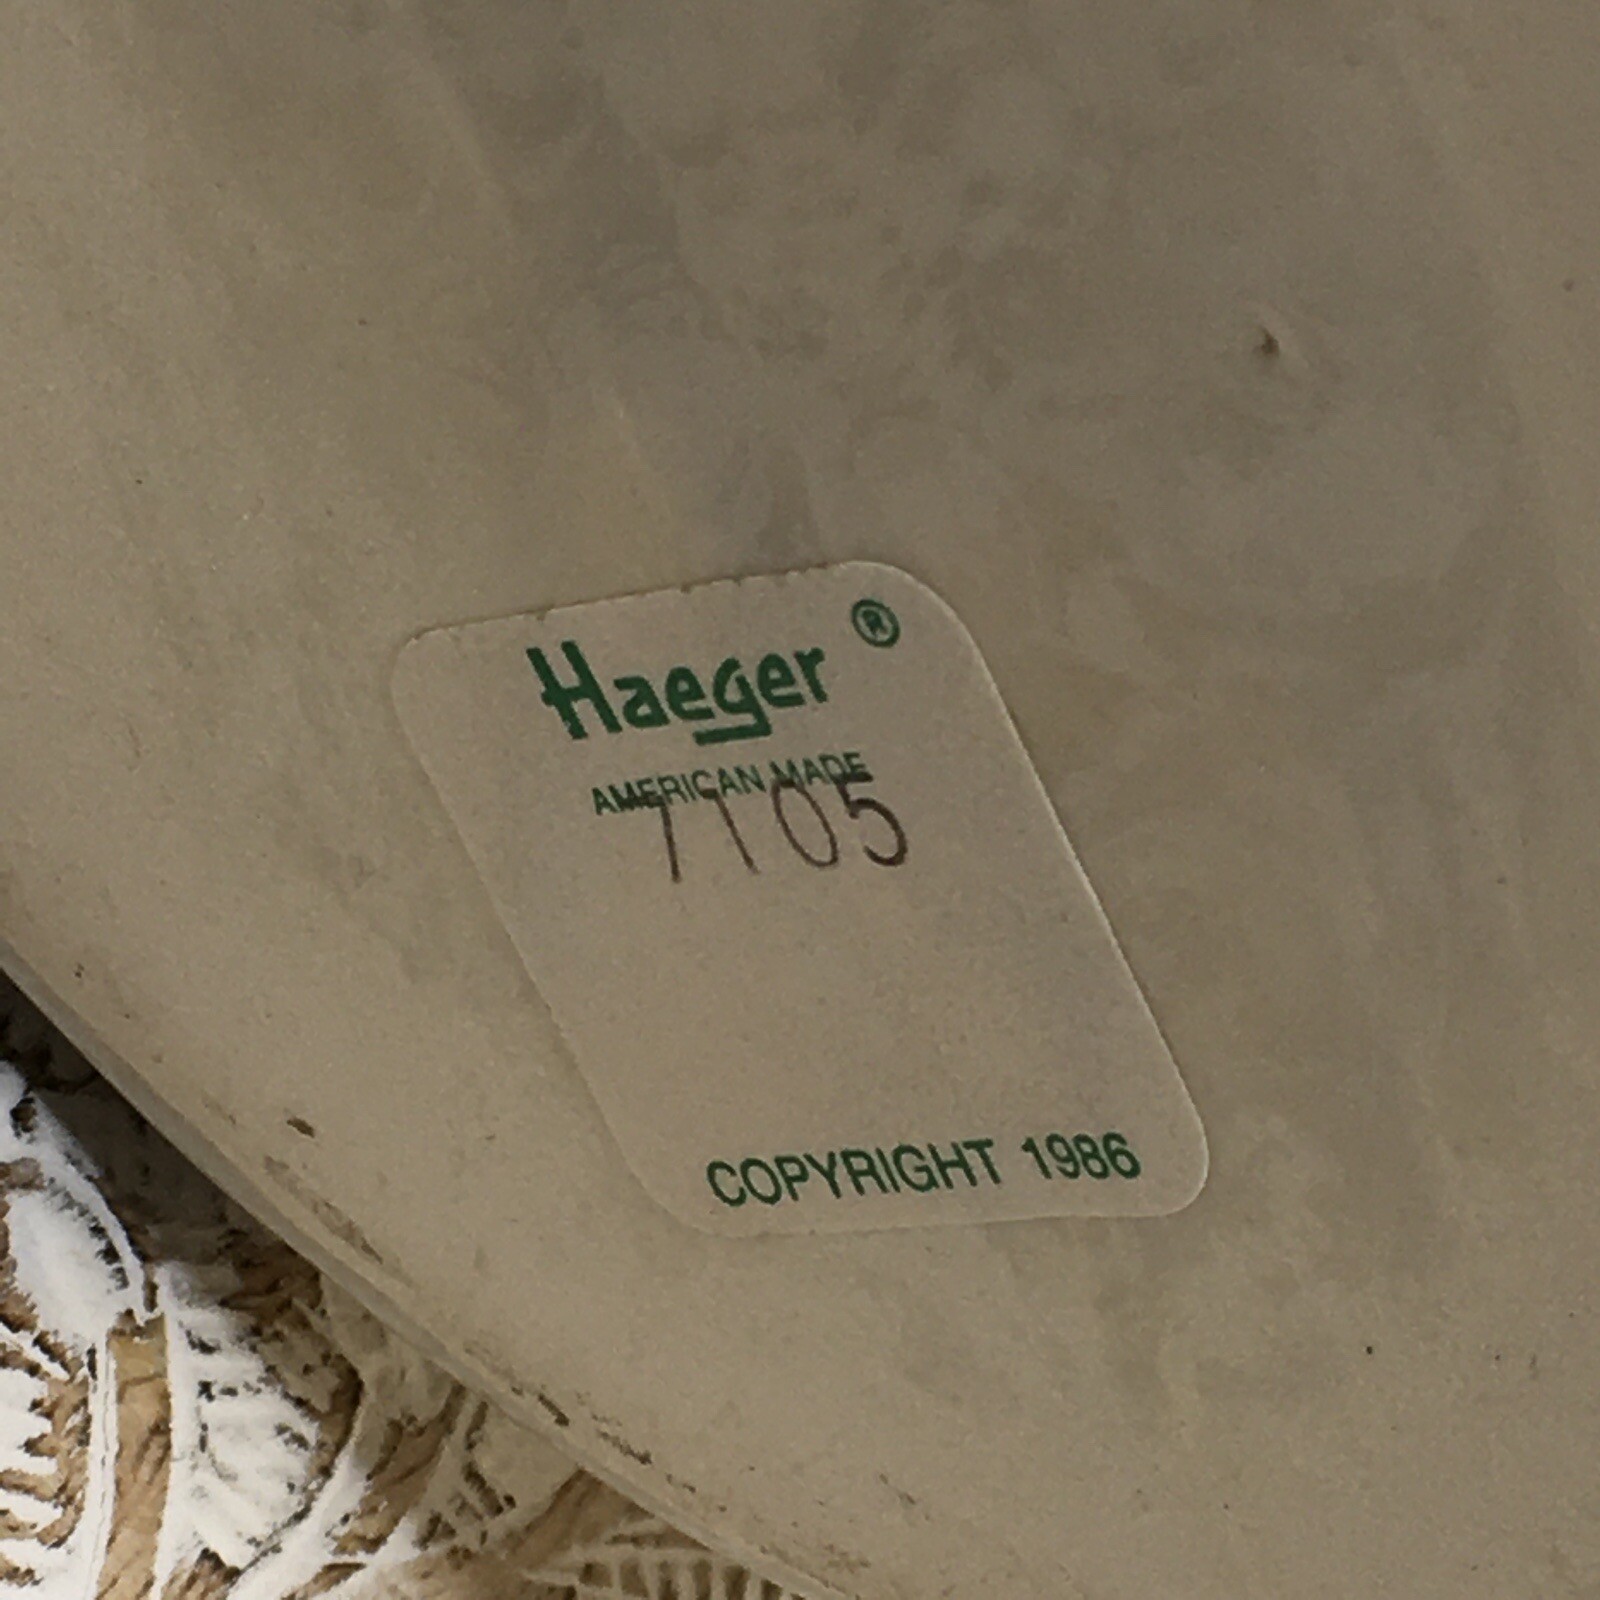 Haeger ®
AMERICAN MADE
7105
COPYRIGHT 1986